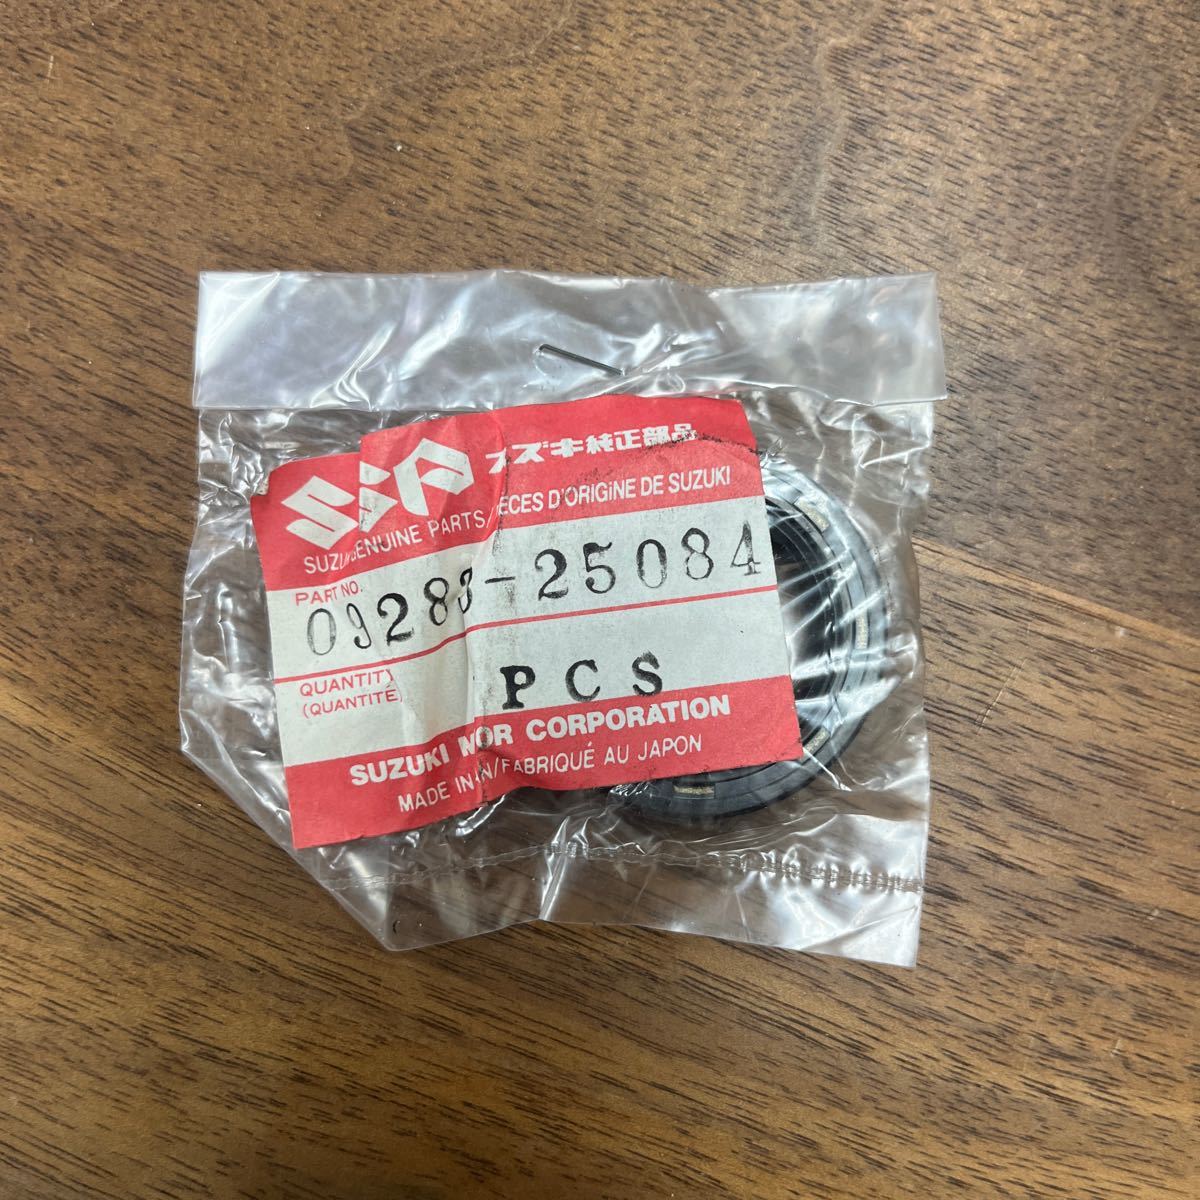 スズキ純正部品
SUZU GENUINE PARTS/ ECES D'ORIGINE DE SUZUKI
PART NO.
09283-25084
QUANTITY
(QUANTITÉ)
PCS
SUZUKI M OR CORPORATION
MADE IN AN/FABRIQUÉ AU JAPON